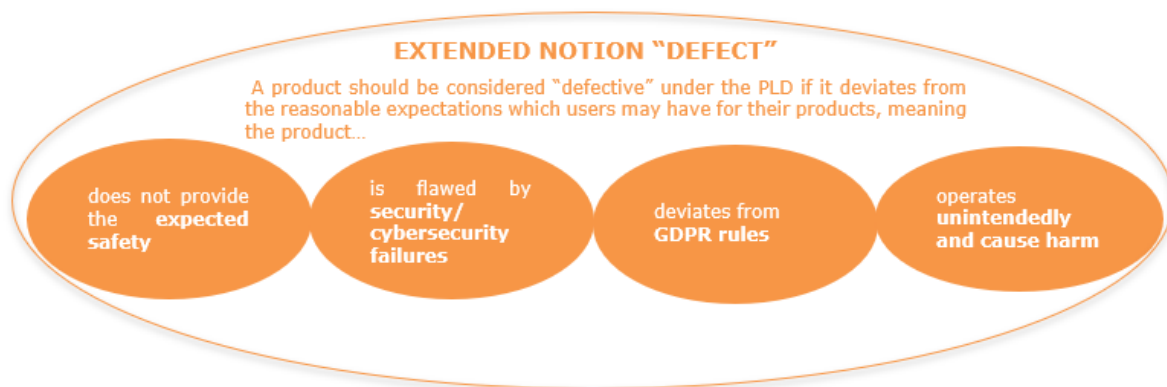 EXTENDED NOTION “DEFECT”
A product should be considered “defective” under the PLD if it deviates from
the reasonable expectations which users may have for their products, meaning
the product…
does not provide
the expected
safety
is flawed by
security/
cybersecurity
failures
deviates from
GDPR rules
operates
unintendedly
and cause harm